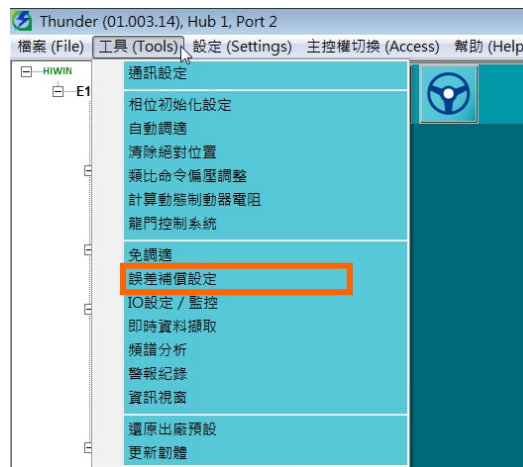 Thunder (01.003.14), Hub 1, Port 2
檔案 (File) 工具 (Tools) 設定 (Settings) 主控權切換 (Access) 幫助 (Help
HIWIN
E1
通訊設定
相位初始化設定
自動調適
清除絕對位置
類比命令偏壓調整
計算動態制動器電阻
龍門控制系統
免調適
誤差補償設定
IO設定 / 監控
即時資料擷取
頻譜分析
警報紀錄
資訊視窗
還原出廠預設
更新韌體